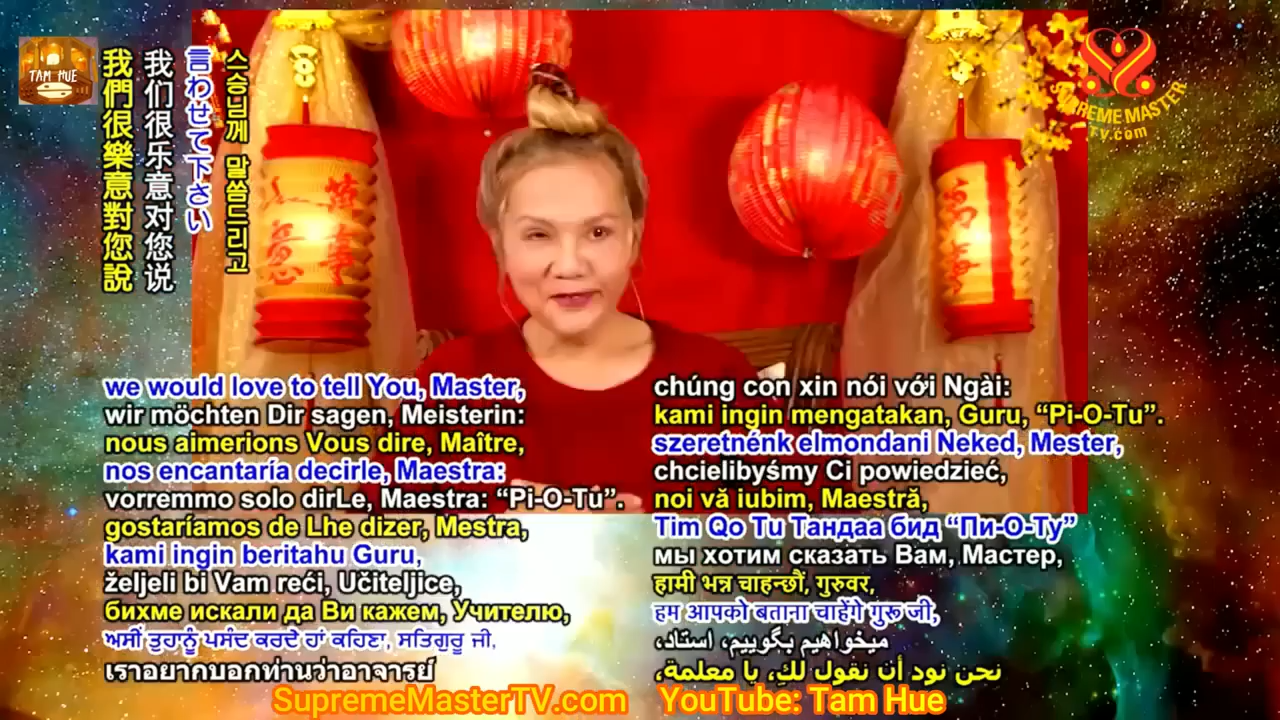 TAM HUE
我們很樂意對您說
我们很乐意对您说
言わせて下さい
스승님께 말씀드리고
SUPREME MASTER
TV.com
we would love to tell You, Master,
wir möchten Dir sagen, Meisterin:
nous aimerions Vous dire, Maître,
nos encantaría decirle, Maestra:
vorremmo solo dirLe, Maestra: “Pi-O-Tu”.
gostaríamos de Lhe dizer, Mestra,
kami ingin beritahu Guru,
željeli bi Vam reći, Učiteljice,
бихме искали да Ви кажем, Учителю,
ਅਸੀਂ ਤੁਹਾਨੂੰ ਪਸੰਦ ਕਰਦੇ ਹਾਂ ਕਹਿਣਾ, ਸਤਿਗੁਰੂ ਜੀ,
เราอยากบอกท่านว่าอาจารย์
chúng con xin nói với Ngài:
kami ingin mengatakan, Guru, “Pi-O-Tu”.
szeretnénk elmondani Neked, Mester,
chcielibyśmy Ci powiedzieć,
noi vă iubim, Maestră,
Tim Qo Tu Тандаа бид “Пи-О-Ту”
мы хотим сказать Вам, Мастер,
हामी भन्न चाहन्छौं, गुरुवर,
हम आपको बताना चाहेंगे गुरू जी,
میخواهیم بگوییم، استاد،
نحن نود أن نقول لكِ، يا معلمة،
SupremeMasterTV.com
YouTube: Tam Hue